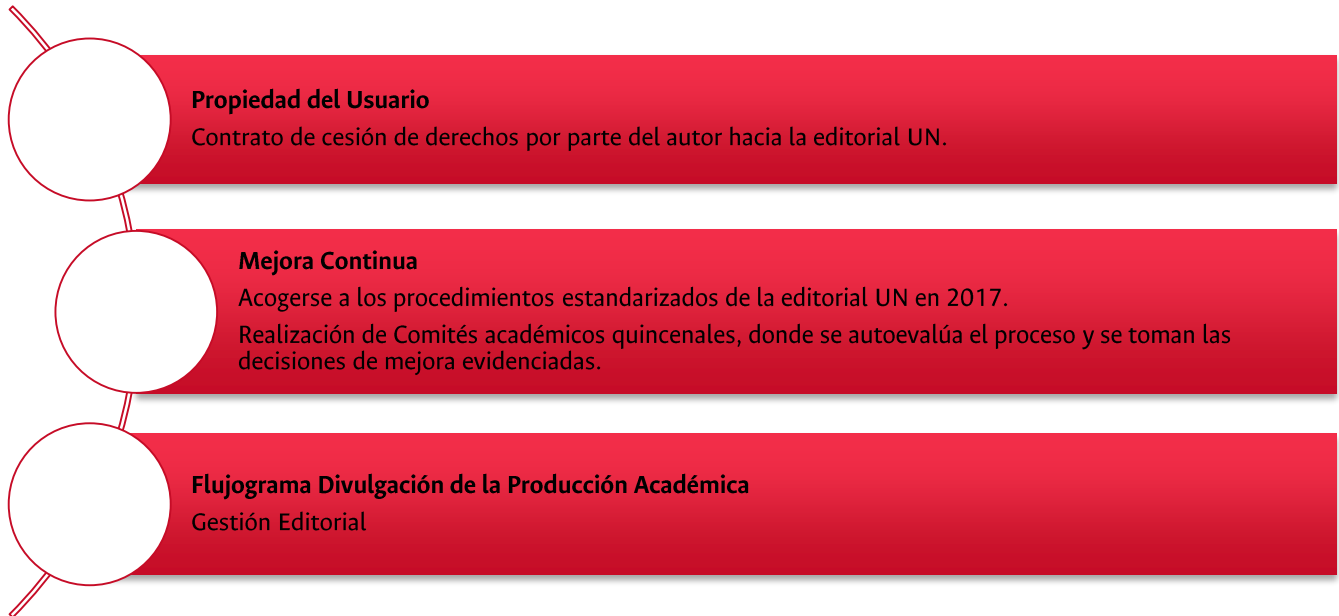 Propiedad del Usuario
Contrato de cesión de derechos por parte del autor hacia la editorial UN.
Mejora Continua
Acogerse a los procedimientos estandarizados de la editorial UN en 2017.
Realización de Comités académicos quincenales, donde se autoevalúa el proceso y se toman las
decisiones de mejora evidenciadas.
Flujograma Divulgación de la Producción Académica
Gestión Editorial